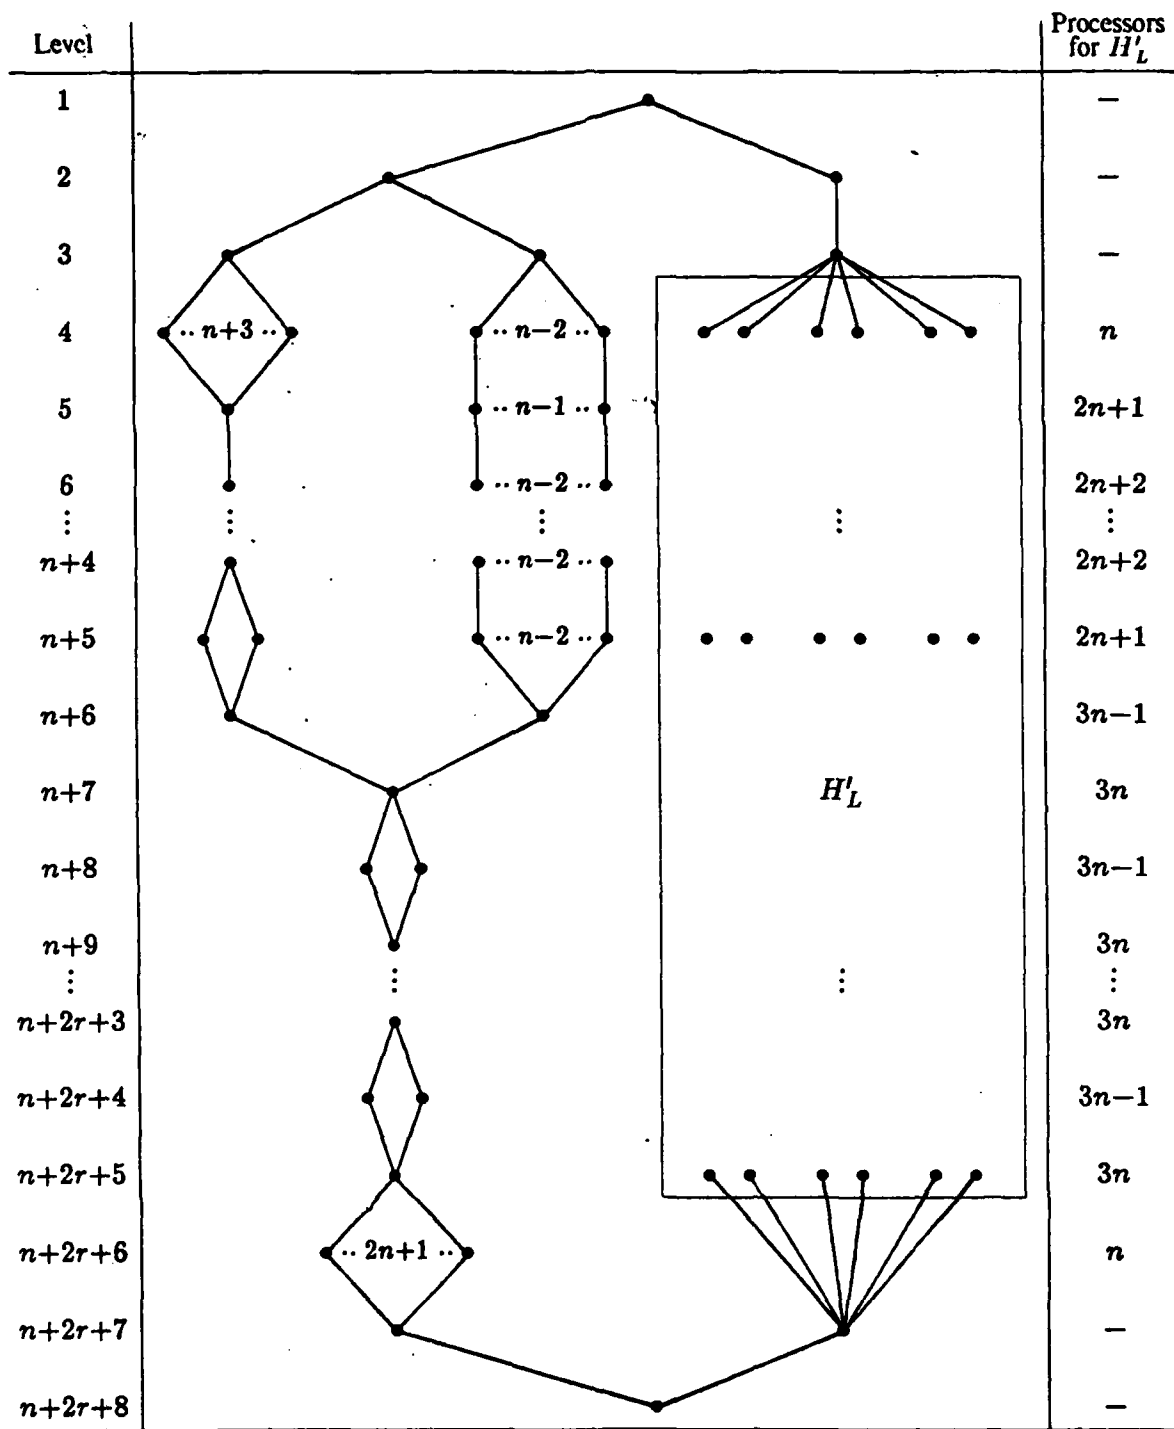 Processors
Level for H′_L
1 –
2 –
3 –
4 ·· n+3 ·· ·· n−2 ·· n
5 ·· n−1 ·· 2n+1
6 ·· n−2 ·· 2n+2
⋮ ⋮ ⋮ ⋮ ⋮
n+4 ·· n−2 ·· 2n+2
n+5 ·· n−2 ·· 2n+1
n+6 3n−1
n+7 H′_L 3n
n+8 3n−1
n+9 3n
⋮ ⋮ ⋮ ⋮
n+2r+3 3n
n+2r+4 3n−1
n+2r+5 3n
n+2r+6 ·· 2n+1 ·· n
n+2r+7 –
n+2r+8 –